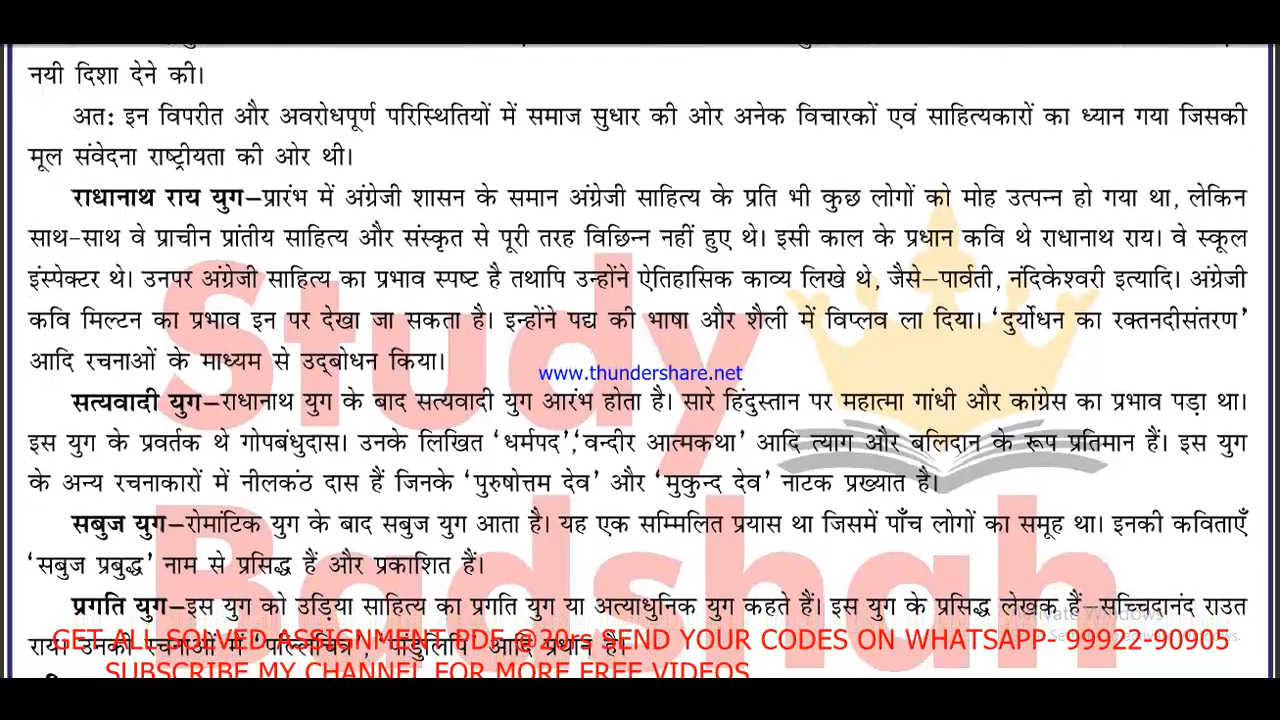 नयी दिशा देने की।
अतः इन विपरीत और अवरोधपूर्ण परिस्थितियों में समाज सुधार की ओर अनेक विचारकों एवं साहित्यकारों का ध्यान गया जिसकी
मूल संवेदना राष्ट्रीयता की ओर थी।
राधानाथ राय युग–प्रारंभ में अंग्रेजी शासन के समान अंग्रेजी साहित्य के प्रति भी कुछ लोगों को मोह उत्पन्न हो गया था, लेकिन
साथ-साथ वे प्राचीन प्रांतीय साहित्य और संस्कृत से पूरी तरह विछिन्न नहीं हुए थे। इसी काल के प्रधान कवि थे राधानाथ राय। वे स्कूल
इंस्पेक्टर थे। उनपर अंग्रेजी साहित्य का प्रभाव स्पष्ट है तथापि उन्होंने ऐतिहासिक काव्य लिखे थे, जैसे–पार्वती, नंदिकेश्वरी इत्यादि। अंग्रेजी
कवि मिल्टन का प्रभाव इन पर देखा जा सकता है। इन्होंने पद्य की भाषा और शैली में विप्लव ला दिया। ‘दुर्योधन का रक्तनदीसंतरण’
आदि रचनाओं के माध्यम से उद्बोधन किया।
www.thundershare.net
सत्यवादी युग–राधानाथ युग के बाद सत्यवादी युग आरंभ होता है। सारे हिंदुस्तान पर महात्मा गांधी और कांग्रेस का प्रभाव पड़ा था।
इस युग के प्रवर्तक थे गोपबंधुदास। उनके लिखित ‘धर्मपद’,‘वन्दीर आत्मकथा’ आदि त्याग और बलिदान के रूप प्रतिमान हैं। इस युग
के अन्य रचनाकारों में नीलकंठ दास हैं जिनके ‘पुरुषोत्तम देव’ और ‘मुकुन्द देव’ नाटक प्रख्यात है।
सबुज युग–रोमांटिक युग के बाद सबुज युग आता है। यह एक सम्मिलित प्रयास था जिसमें पाँच लोगों का समूह था। इनकी कविताएँ
‘सबुज प्रबुद्ध’ नाम से प्रसिद्ध हैं और प्रकाशित हैं।
प्रगति युग–इस युग को उड़िया साहित्य का प्रगति युग या अत्याधुनिक युग कहते हैं। इस युग के प्रसिद्ध लेखक हैं–सच्चिदानंद राउत
राय। उनकी रचनाओं में ‘पल्लिचित्र’, ‘पांडुलिपि’ आदि प्रधान है।
Study
Badshah
GET ALL SOLVED ASSIGNMENT PDF @20rs SEND YOUR CODES ON WHATSAPP- 99922-90905
SUBSCRIBE MY CHANNEL FOR MORE FREE VIDEOS